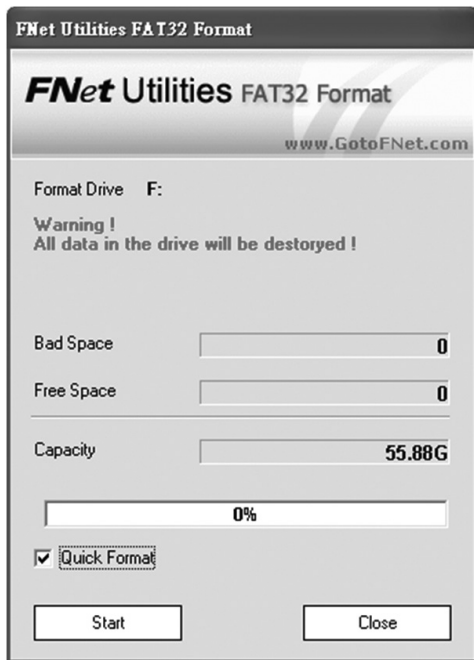 FNet Utilities FAT32 Format
FNet Utilities FAT32 Format
www.GotoFNet.com
Format Drive F:
Warning !
All data in the drive will be destoryed !
Bad Space 0
Free Space 0
Capacity 55.88G
0%
Quick Format
Start Close